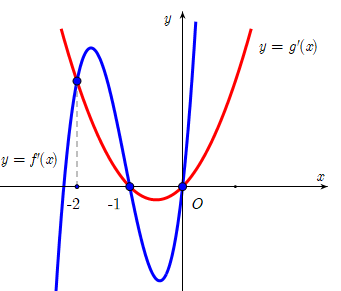 y
y = g′(x)
y = f′(x)
x
-2
-1
O